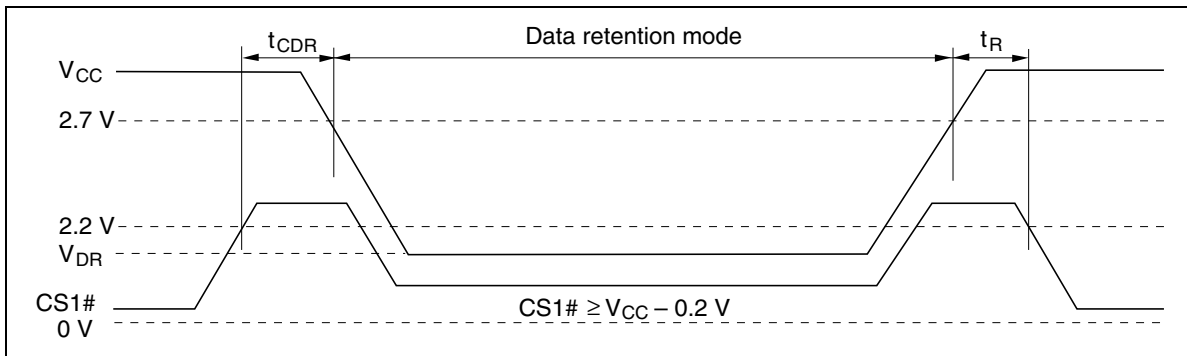 tCDR
Data retention mode
tR
VCC
2.7 V
2.2 V
VDR
CS1#
CS1# ≥ VCC – 0.2 V
0 V